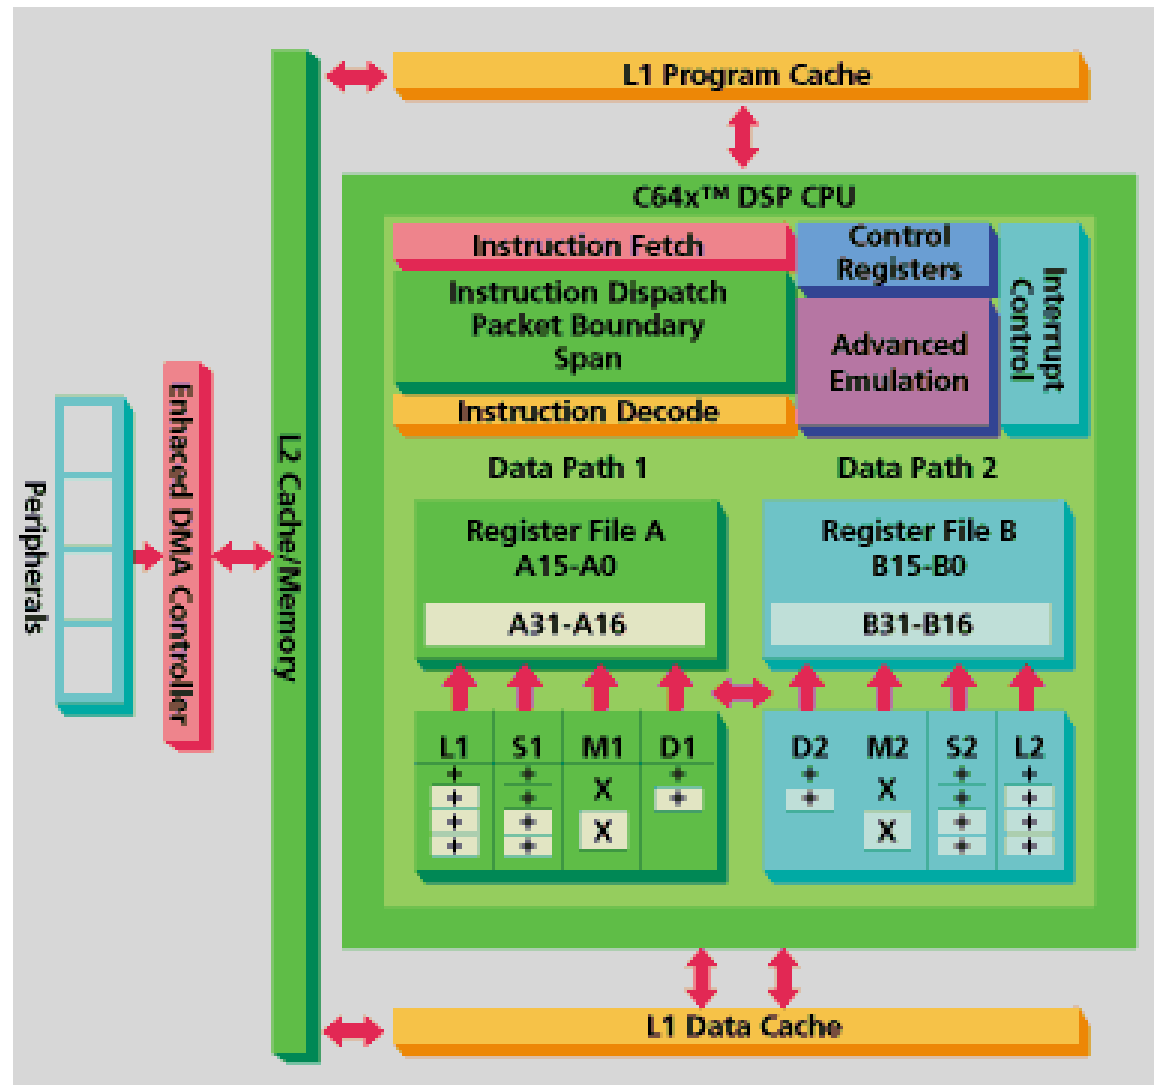 L1 Program Cache
C64x™ DSP CPU
Instruction Fetch
Control
Registers
Interrupt
Control
Instruction Dispatch
Packet Boundary
Span
Advanced
Emulation
Instruction Decode
Peripherals
Enhaced DMA Controller
L2 Cache/Memory
Data Path 1
Data Path 2
Register File A
A15-A0
A31-A16
Register File B
B15-B0
B31-B16
L1 S1 M1 D1
+ + X +
+ + X +
+ +
+ +
D2 M2 S2 L2
+ X + +
+ X + +
+ +
+ +
L1 Data Cache